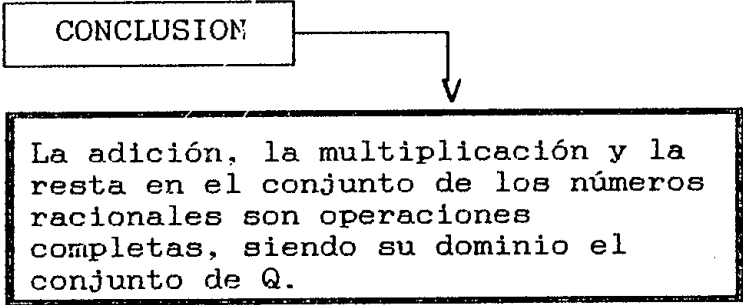 CONCLUSION
La adición, la multiplicación y la
resta en el conjunto de los números
racionales son operaciones
completas, siendo su dominio el
conjunto de Q.